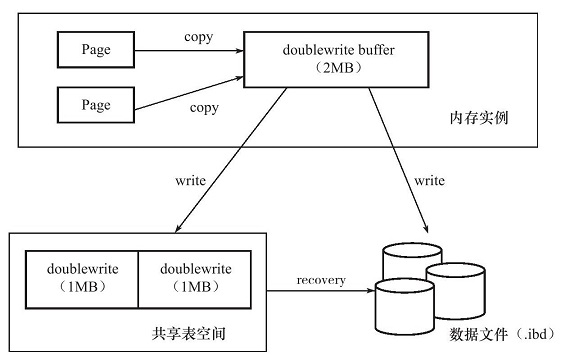 Page
copy
doublewrite buffer
（2MB）
Page
copy
内存实例
write
write
doublewrite
（1MB）
doublewrite
（1MB）
recovery
共享表空间
数据文件（.ibd）